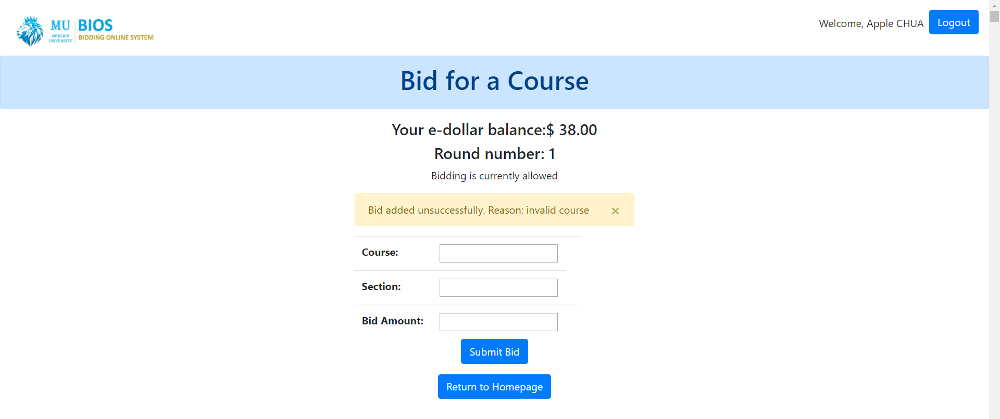 MU
MERLION
UNIVERSITY
BIOS
BIDDING ONLINE SYSTEM
Welcome, Apple CHUA
Logout
Bid for a Course
Your e-dollar balance:$ 38.00
Round number: 1
Bidding is currently allowed
Bid added unsuccessfully. Reason: invalid course ×
Course:
Section:
Bid Amount:
Submit Bid
Return to Homepage